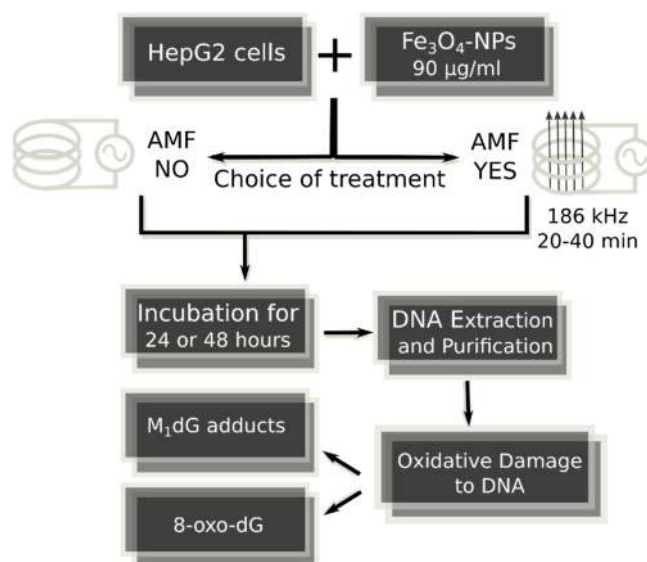 HepG2 cells
+
Fe₃O₄-NPs
90 µg/ml
AMF
NO
Choice of treatment
AMF
YES
186 kHz
20-40 min
Incubation for
24 or 48 hours
DNA Extraction
and Purification
M₁dG adducts
Oxidative Damage
to DNA
8-oxo-dG